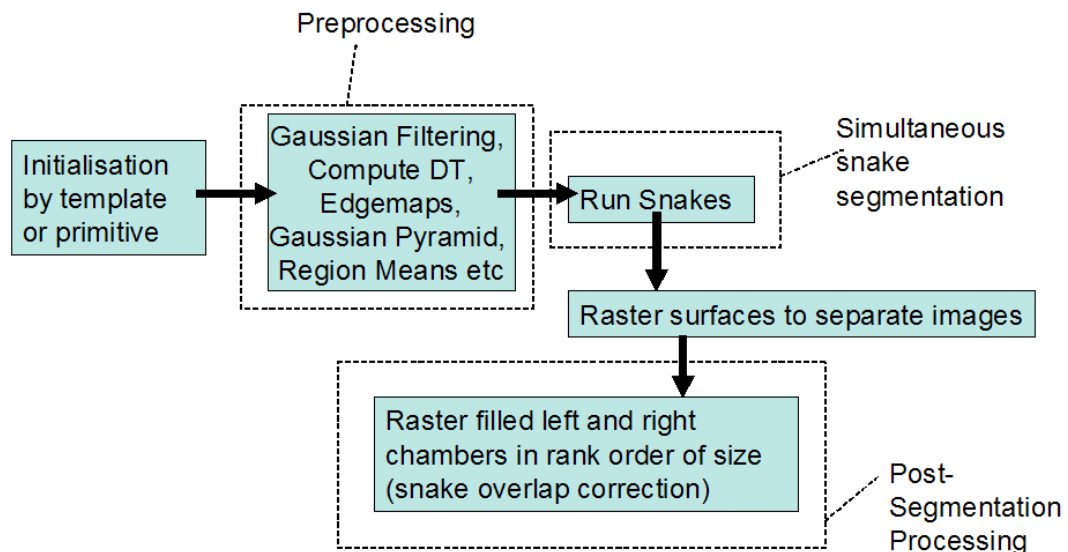 Preprocessing
Initialisation
by template
or primitive
Gaussian Filtering,
Compute DT,
Edgemaps,
Gaussian Pyramid,
Region Means etc
Run Snakes
Simultaneous
snake
segmentation
Raster surfaces to separate images
Raster filled left and right
chambers in rank order of size
(snake overlap correction)
Post-
Segmentation
Processing